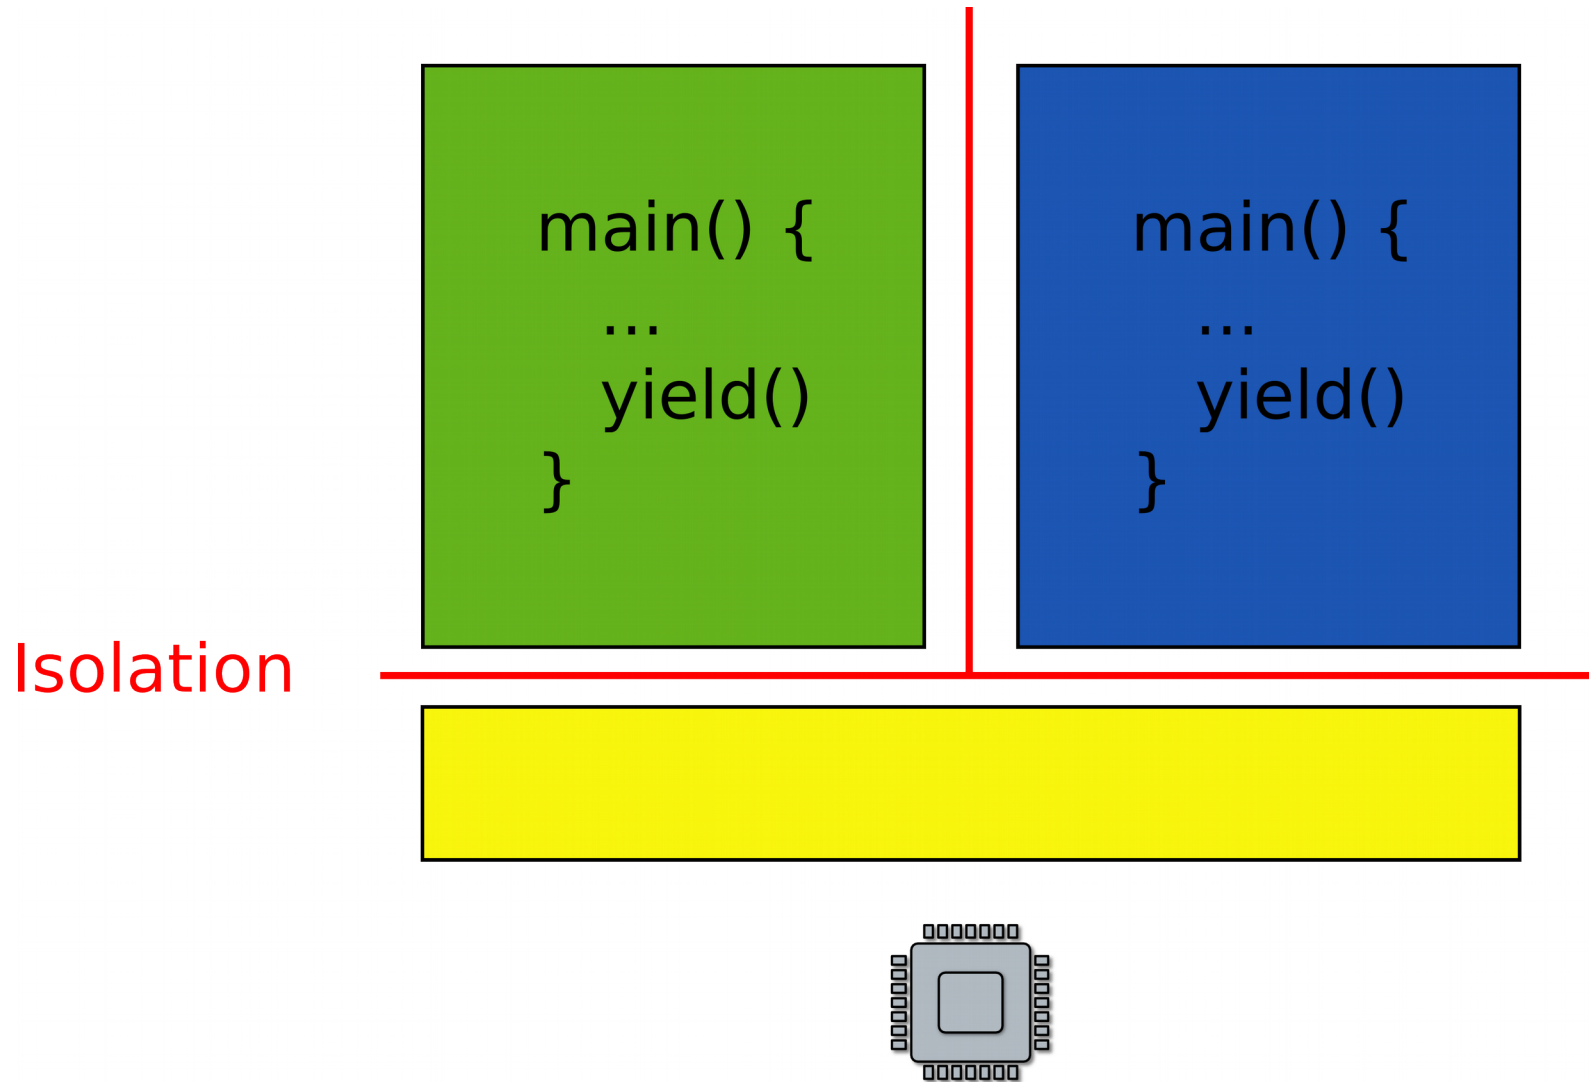 main() {
...
yield()
}
main() {
...
yield()
}
Isolation